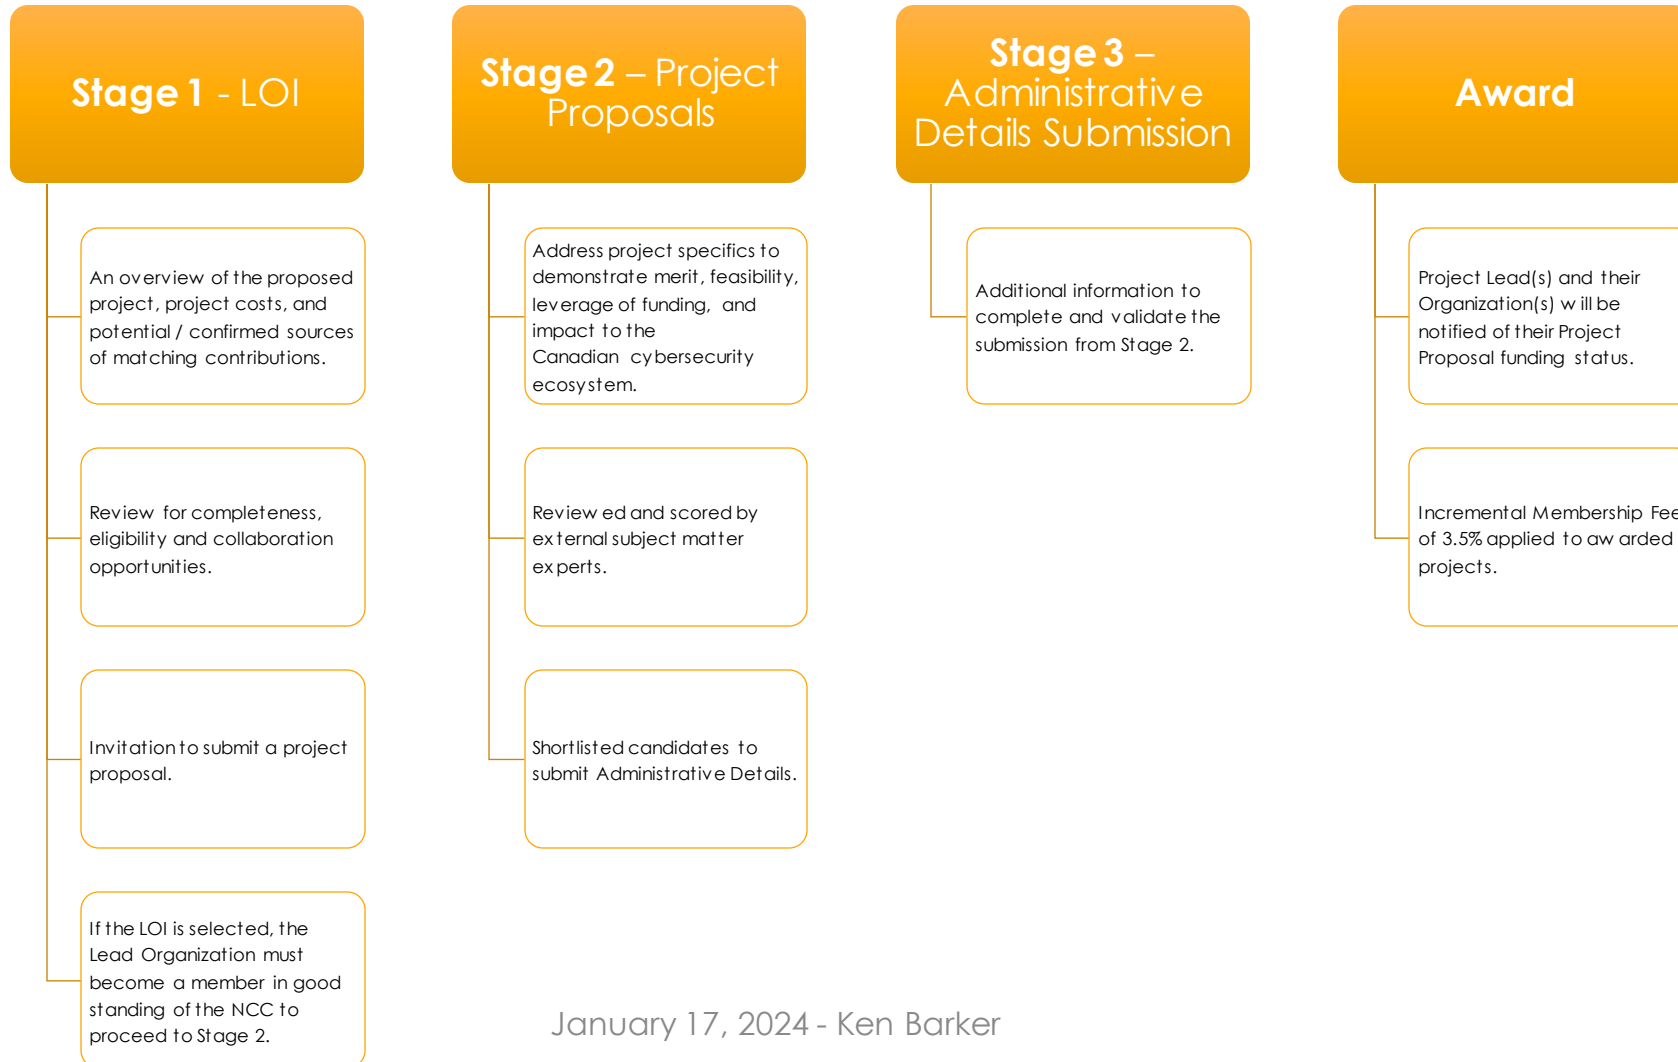 Stage 1 - LOI
An overview of the proposed
project, project costs, and
potential / confirmed sources
of matching contributions.
Review for completeness,
eligibility and collaboration
opportunities.
Invitation to submit a project
proposal.
If the LOI is selected, the
Lead Organization must
become a member in good
standing of the NCC to
proceed to Stage 2.
Stage 2 – Project
Proposals
Address project specifics to
demonstrate merit, feasibility,
leverage of funding, and
impact to the
Canadian cybersecurity
ecosystem.
Reviewed and scored by
external subject matter
experts.
Shortlisted candidates to
submit Administrative Details.
Stage 3 –
Administrative
Details Submission
Additional information to
complete and validate the
submission from Stage 2.
Award
Project Lead(s) and their
Organization(s) will be
notified of their Project
Proposal funding status.
Incremental Membership Fee
of 3.5% applied to awarded
projects.
January 17, 2024 - Ken Barker